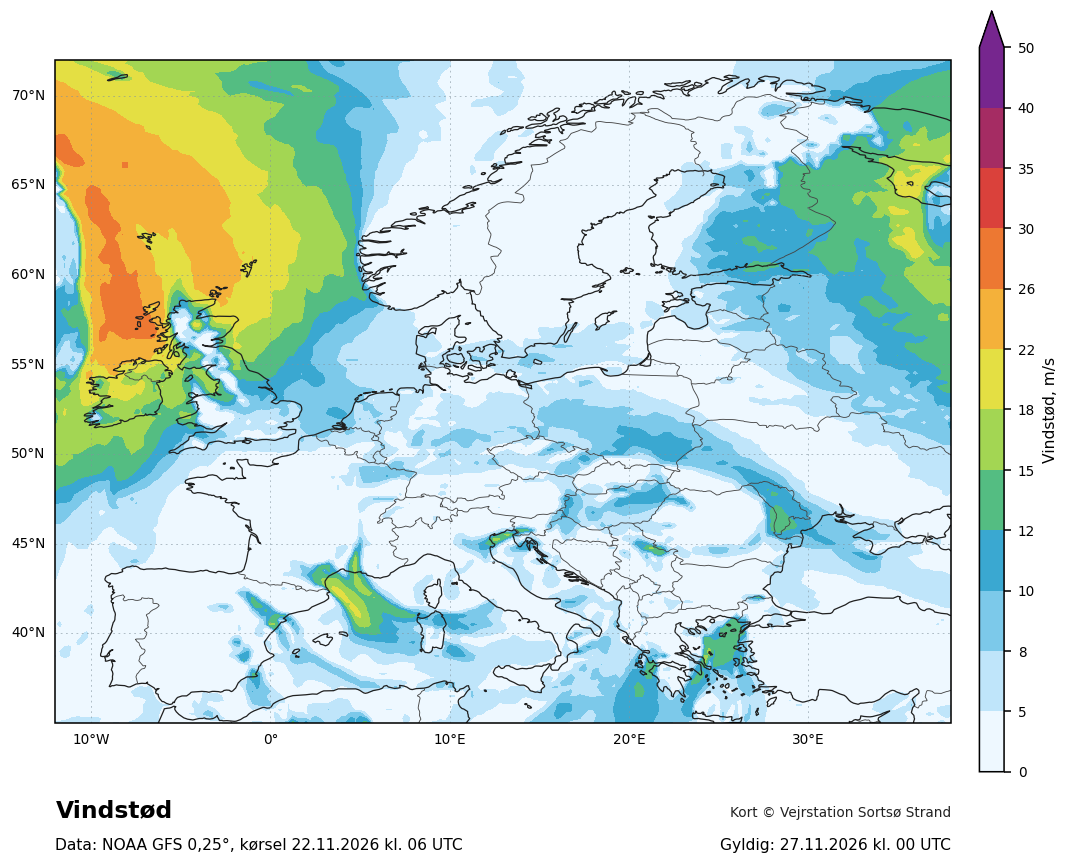 50
40
35
30
26
22
18
15
12
10
8
5
0
Vindstød, m/s
70°N
65°N
60°N
55°N
50°N
45°N
40°N
10°W
0°
10°E
20°E
30°E
Vindstød
Kort © Vejrstation Sortsø Strand
Data: NOAA GFS 0,25°, kørsel 22.11.2026 kl. 06 UTC
Gyldig: 27.11.2026 kl. 00 UTC